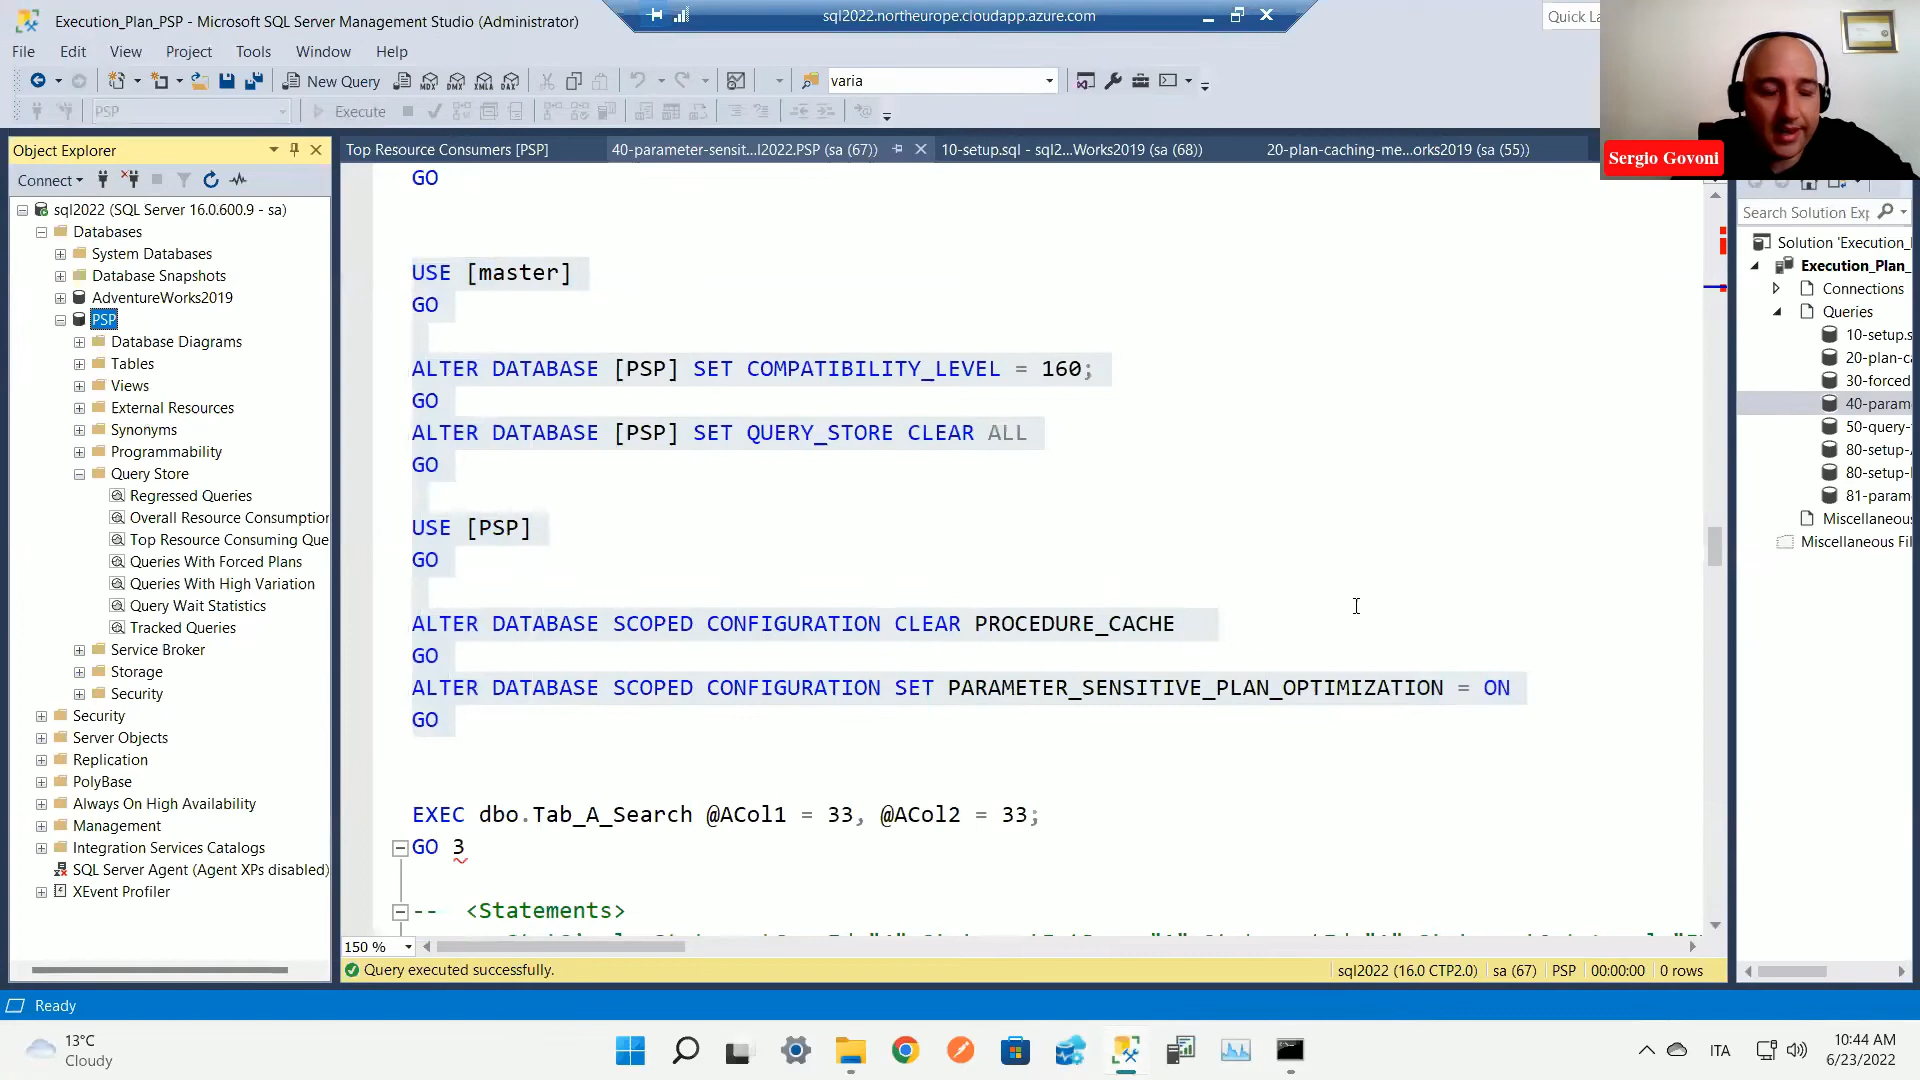 Execution_Plan_PSP - Microsoft SQL Server Management Studio (Administrator)
sql2022.northeurope.cloudapp.azure.com
Quick La
File Edit View Project Tools Window Help
New Query
MDX DMX XMLA DAX
varia
PSP
Execute
Object Explorer
Connect
sql2022 (SQL Server 16.0.600.9 - sa)
Databases
System Databases
Database Snapshots
AdventureWorks2019
PSP
Database Diagrams
Tables
Views
External Resources
Synonyms
Programmability
Query Store
Regressed Queries
Overall Resource Consumption
Top Resource Consuming Que
Queries With Forced Plans
Queries With High Variation
Query Wait Statistics
Tracked Queries
Service Broker
Storage
Security
Security
Server Objects
Replication
PolyBase
Always On High Availability
Management
Integration Services Catalogs
SQL Server Agent (Agent XPs disabled)
XEvent Profiler
Top Resource Consumers [PSP]
40-parameter-sensit...l2022.PSP (sa (67))
10-setup.sql - sql2...Works2019 (sa (68))
20-plan-caching-me...orks2019 (sa (55))
GO
USE [master]
GO
ALTER DATABASE [PSP] SET COMPATIBILITY_LEVEL = 160;
GO
ALTER DATABASE [PSP] SET QUERY_STORE CLEAR ALL
GO
USE [PSP]
GO
ALTER DATABASE SCOPED CONFIGURATION CLEAR PROCEDURE_CACHE
GO
ALTER DATABASE SCOPED CONFIGURATION SET PARAMETER_SENSITIVE_PLAN_OPTIMIZATION = ON
GO
EXEC dbo.Tab_A_Search @ACol1 = 33, @ACol2 = 33;
GO 3
-- <Statements>
150 %
Query executed successfully.
sql2022 (16.0 CTP2.0)
sa (67)
PSP
00:00:00
0 rows
Sergio Govoni
Search Solution Exp
Solution 'Execution_
Execution_Plan_
Connections
Queries
10-setup.s
20-plan-ca
30-forced
40-param
50-query-
80-setup-
80-setup-
81-param
Miscellaneou
Miscellaneous Fil
Ready
13°C
Cloudy
ITA
10:44 AM
6/23/2022